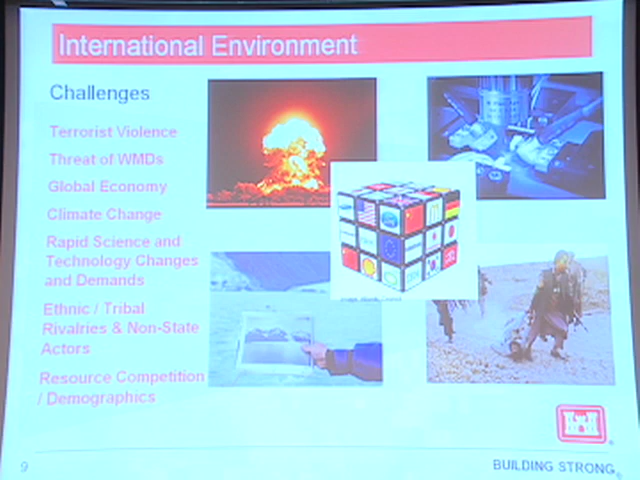 International Environment
Challenges
Terrorist Violence
Threat of WMDs
Global Economy
Climate Change
Rapid Science and
Technology Changes
and Demands
Ethnic / Tribal
Rivalries & Non-State
Actors
Resource Competition
/ Demographics
9
BUILDING STRONG®